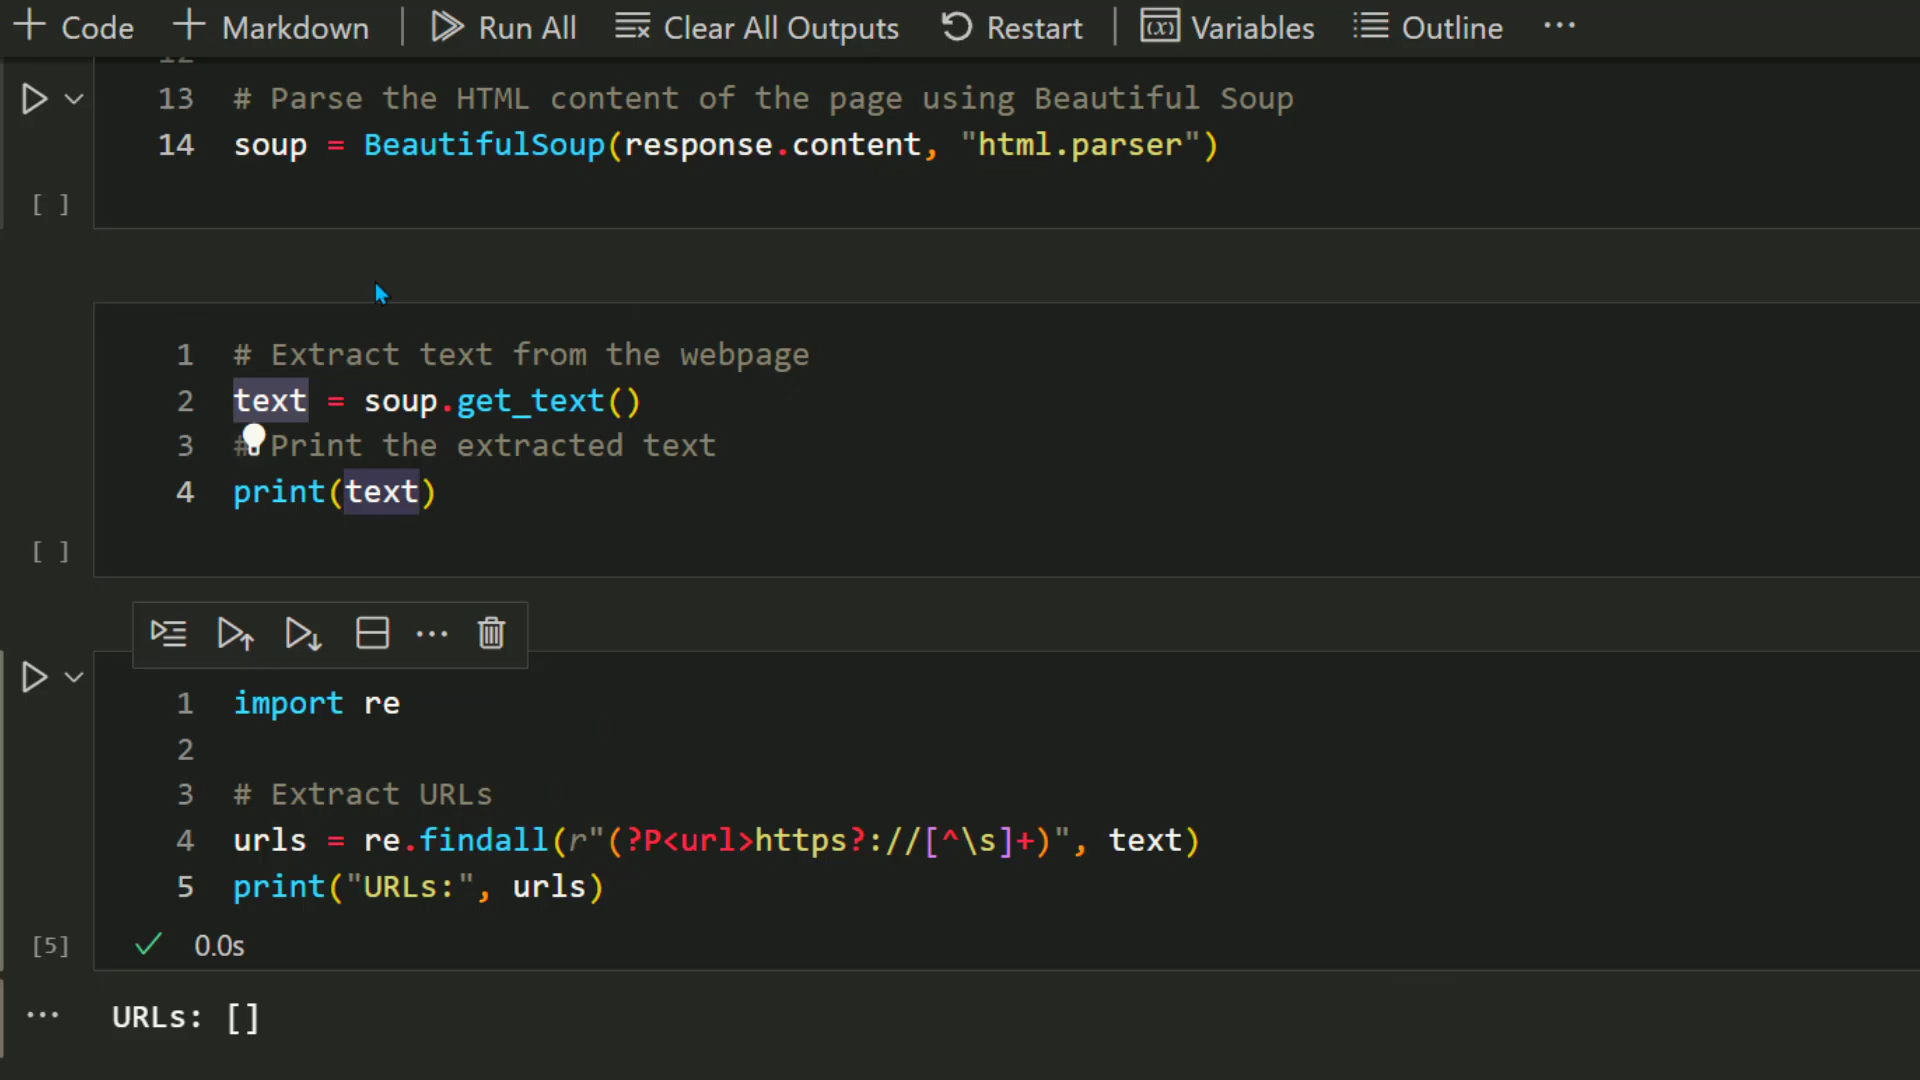 Code Markdown Run All Clear All Outputs Restart Variables Outline ...
12
13 # Parse the HTML content of the page using Beautiful Soup
14 soup = BeautifulSoup(response.content, "html.parser")
[ ]
1 # Extract text from the webpage
2 text = soup.get_text()
3 # Print the extracted text
4 print(text)
[ ]
1 import re
2
3 # Extract URLs
4 urls = re.findall(r"(?P<url>https?://[^\s]+)", text)
5 print("URLs:", urls)
[5] 0.0s
... URLs: []